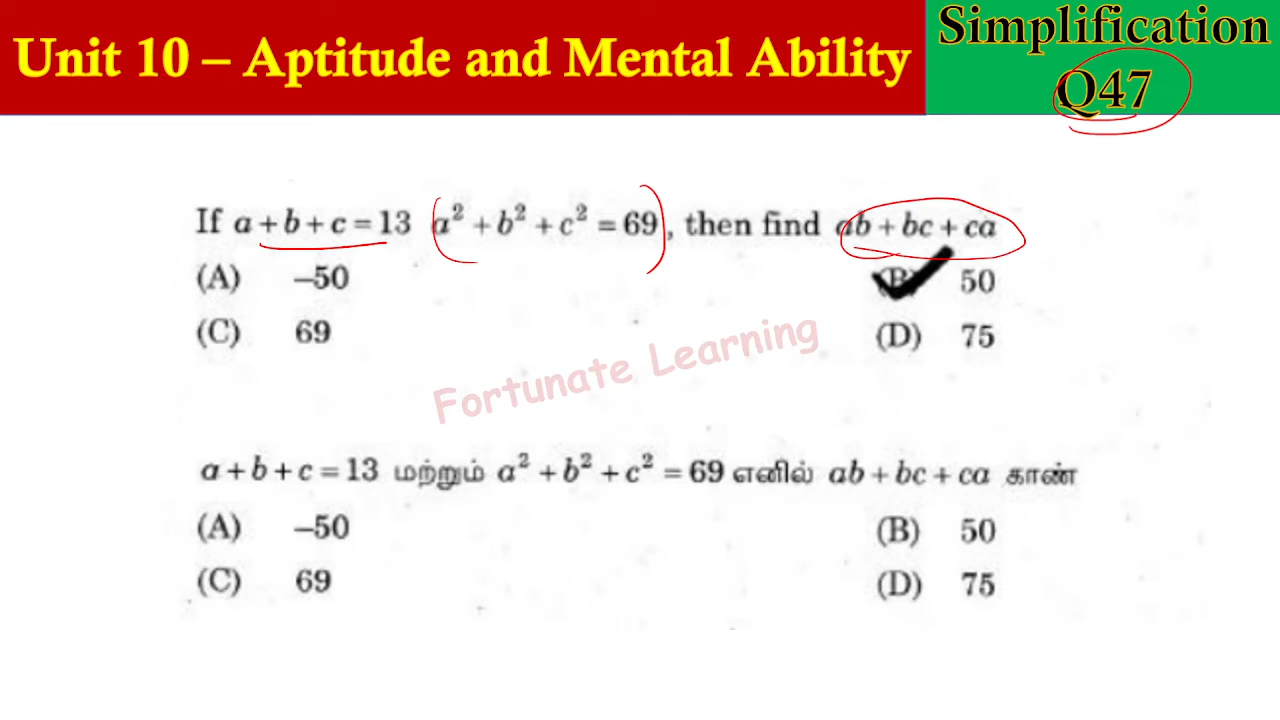 Unit 10 – Aptitude and Mental Ability
Simplification
Q47
If a + b + c = 13 a² + b² + c² = 69, then find ab + bc + ca
(A) –50
(B) 50
(C) 69
(D) 75
Fortunate Learning
a + b + c = 13 மற்றும் a² + b² + c² = 69 எனில் ab + bc + ca காண்
(A) –50
(B) 50
(C) 69
(D) 75